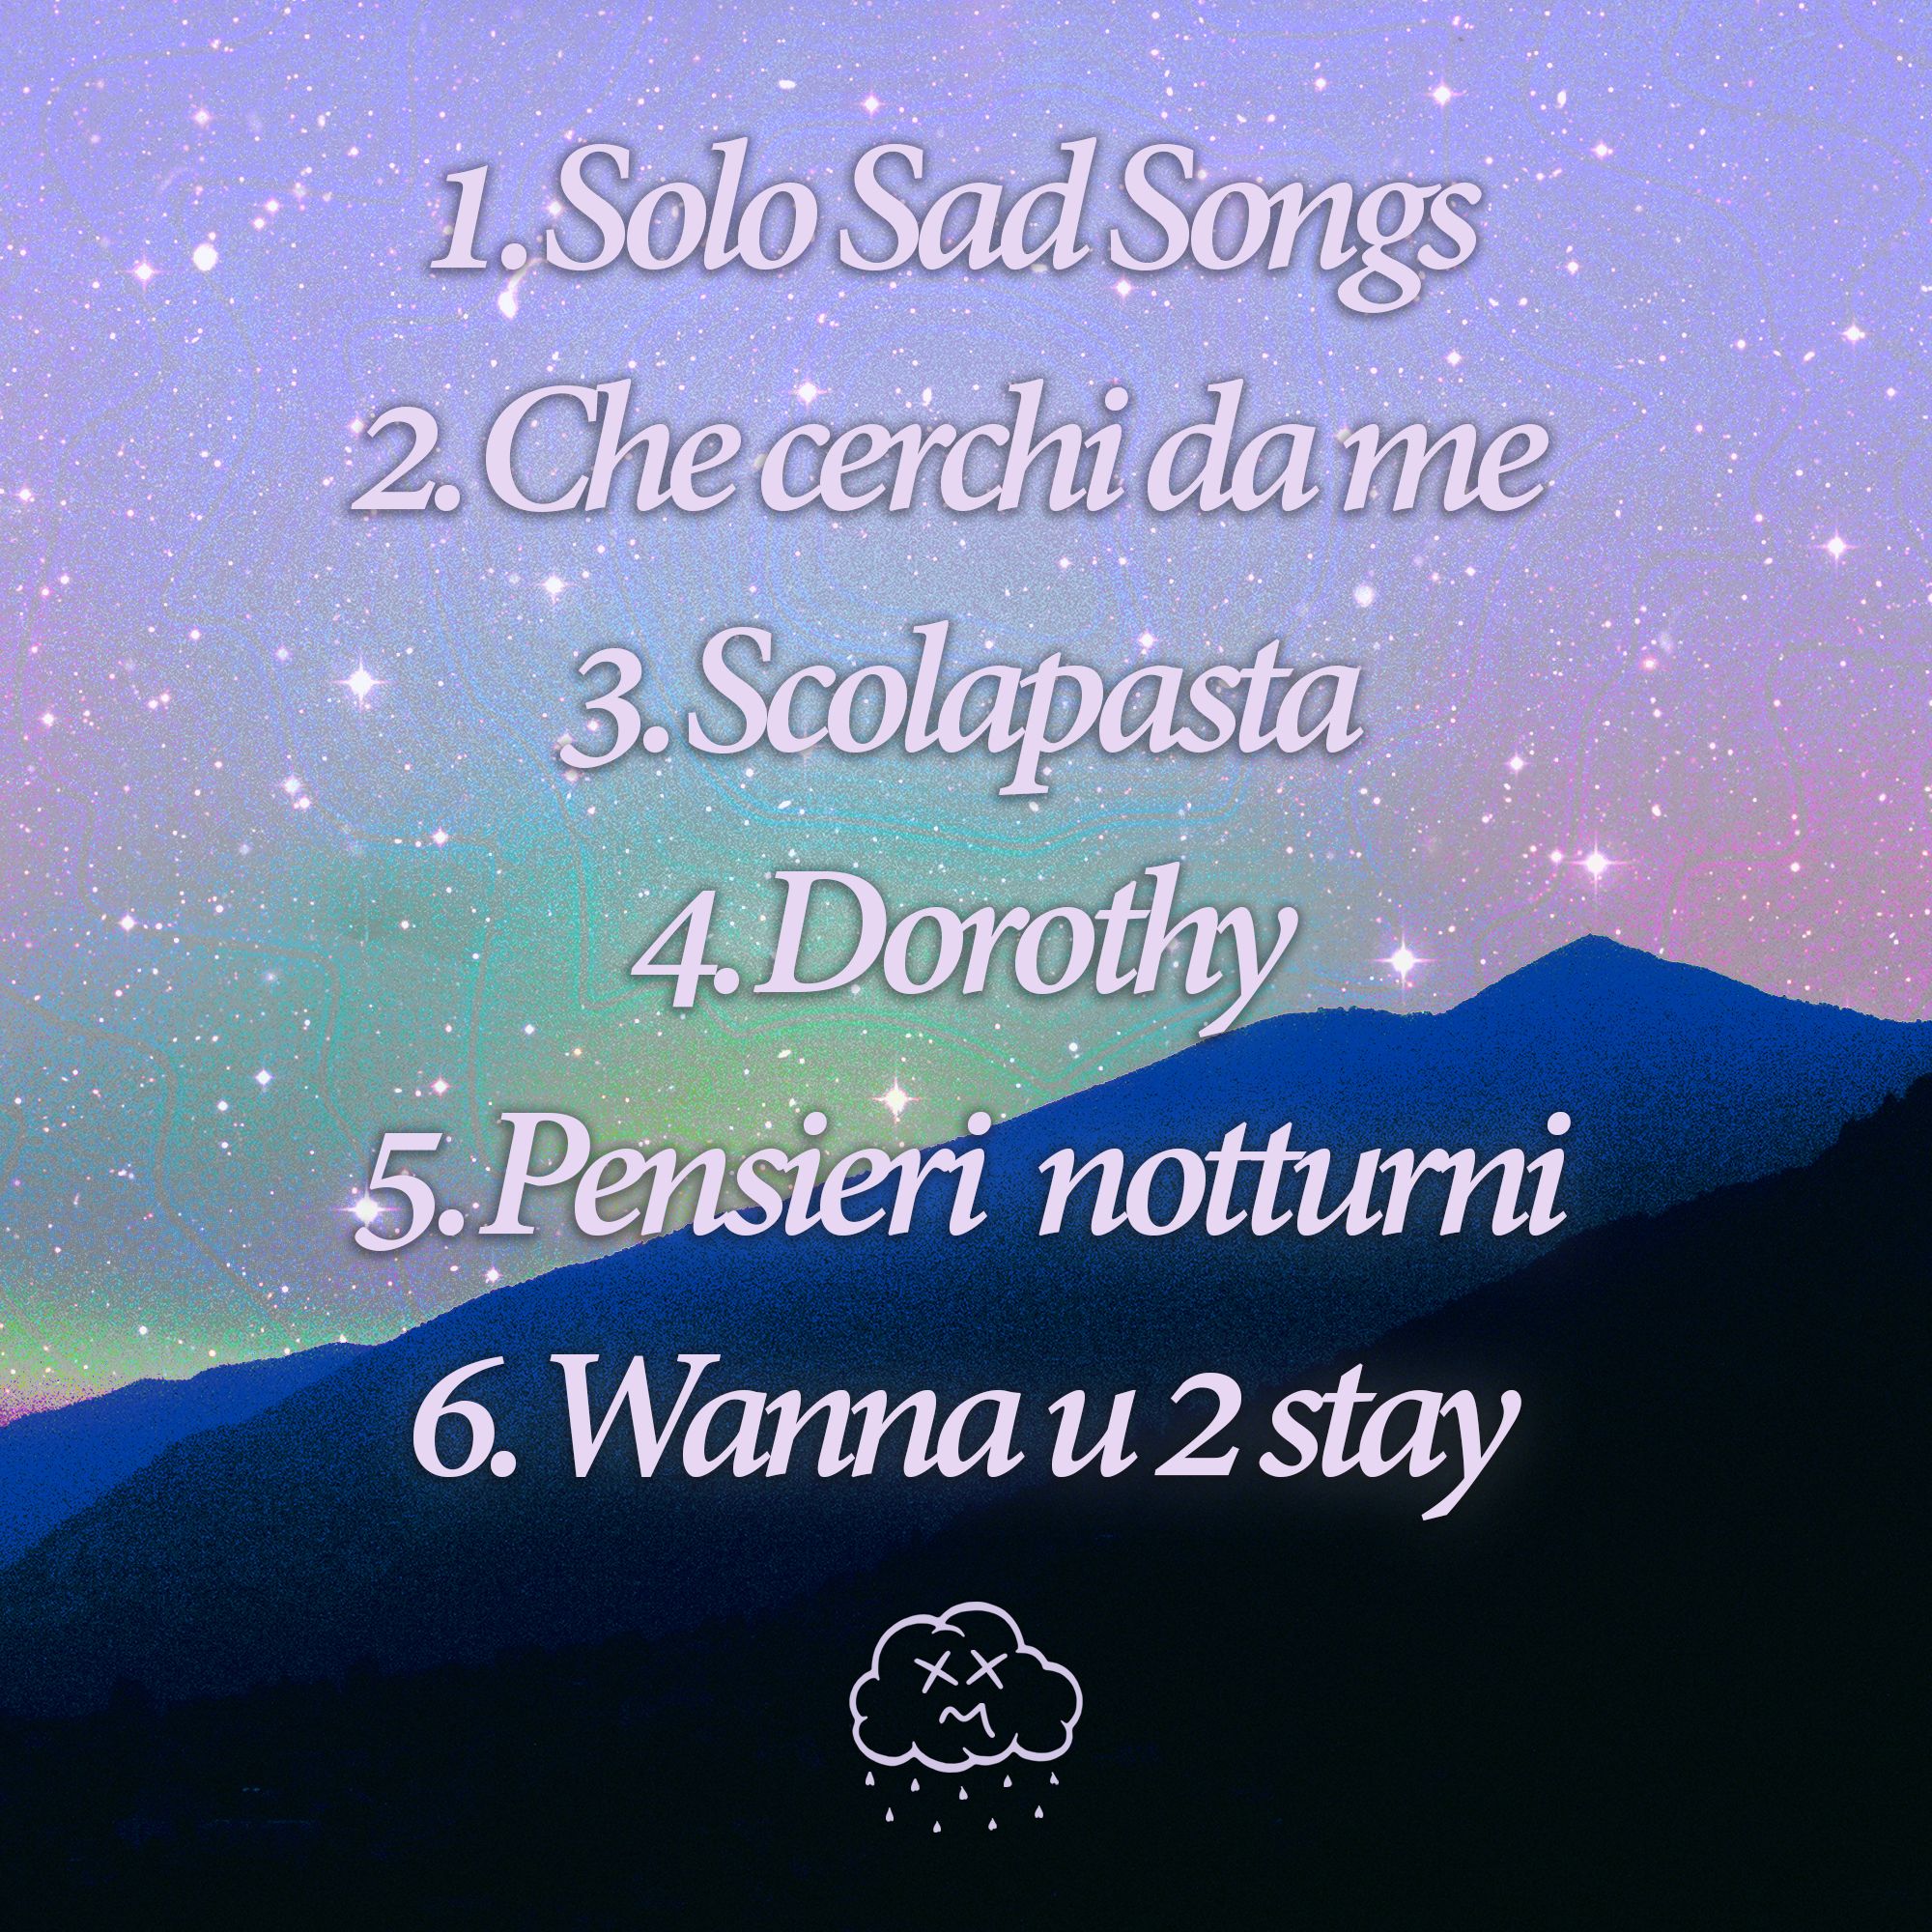 1. Solo Sad Songs
2. Che cerchi da me
3. Scolapasta
4. Dorothy
5. Pensieri notturni
6. Wanna u 2 stay